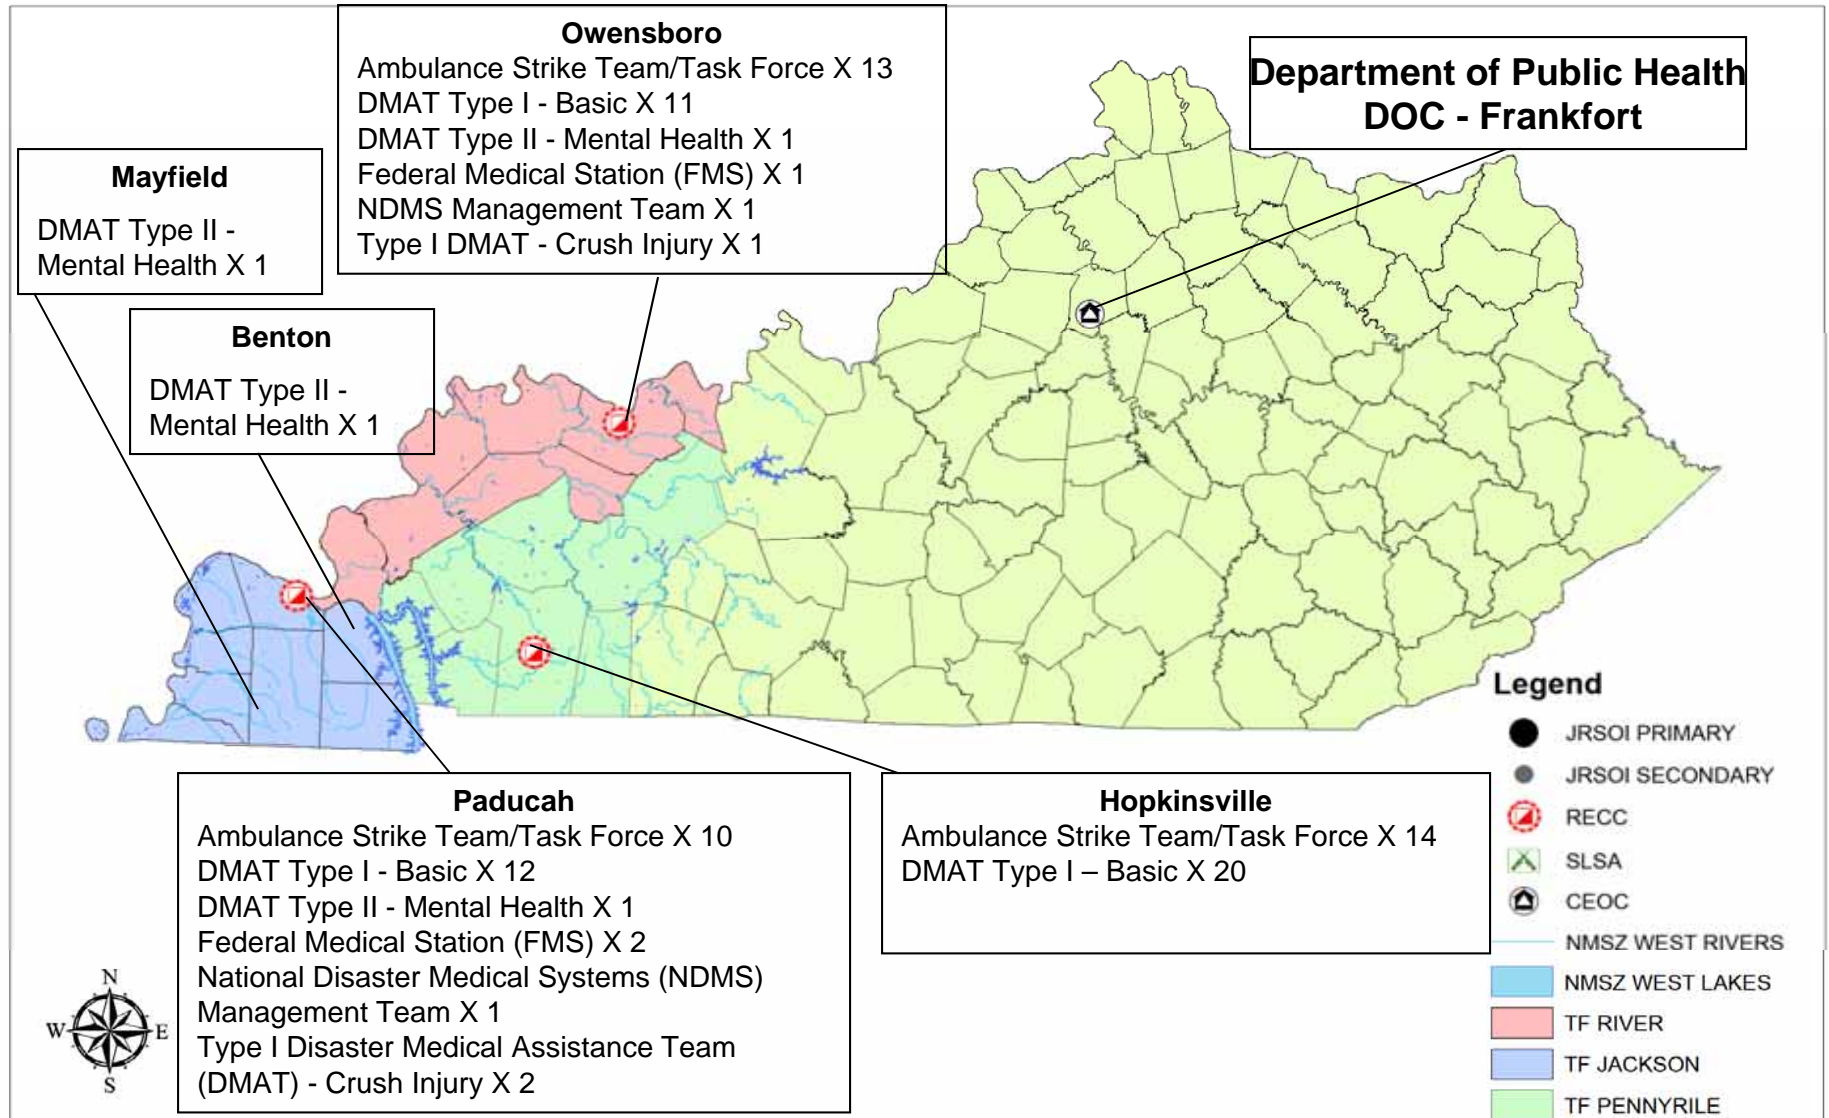 Owensboro
Ambulance Strike Team/Task Force X 13
DMAT Type I - Basic X 11
DMAT Type II - Mental Health X 1
Federal Medical Station (FMS) X 1
NDMS Management Team X 1
Type I DMAT - Crush Injury X 1
Department of Public Health
DOC - Frankfort
Mayfield
DMAT Type II -
Mental Health X 1
Benton
DMAT Type II -
Mental Health X 1
Paducah
Ambulance Strike Team/Task Force X 10
DMAT Type I - Basic X 12
DMAT Type II - Mental Health X 1
Federal Medical Station (FMS) X 2
National Disaster Medical Systems (NDMS)
Management Team X 1
Type I Disaster Medical Assistance Team
(DMAT) - Crush Injury X 2
Hopkinsville
Ambulance Strike Team/Task Force X 14
DMAT Type I – Basic X 20
Legend
JRSOI PRIMARY
JRSOI SECONDARY
RECC
SLSA
CEOC
NMSZ WEST RIVERS
NMSZ WEST LAKES
TF RIVER
TF JACKSON
TF PENNYRILE
N
W E
S